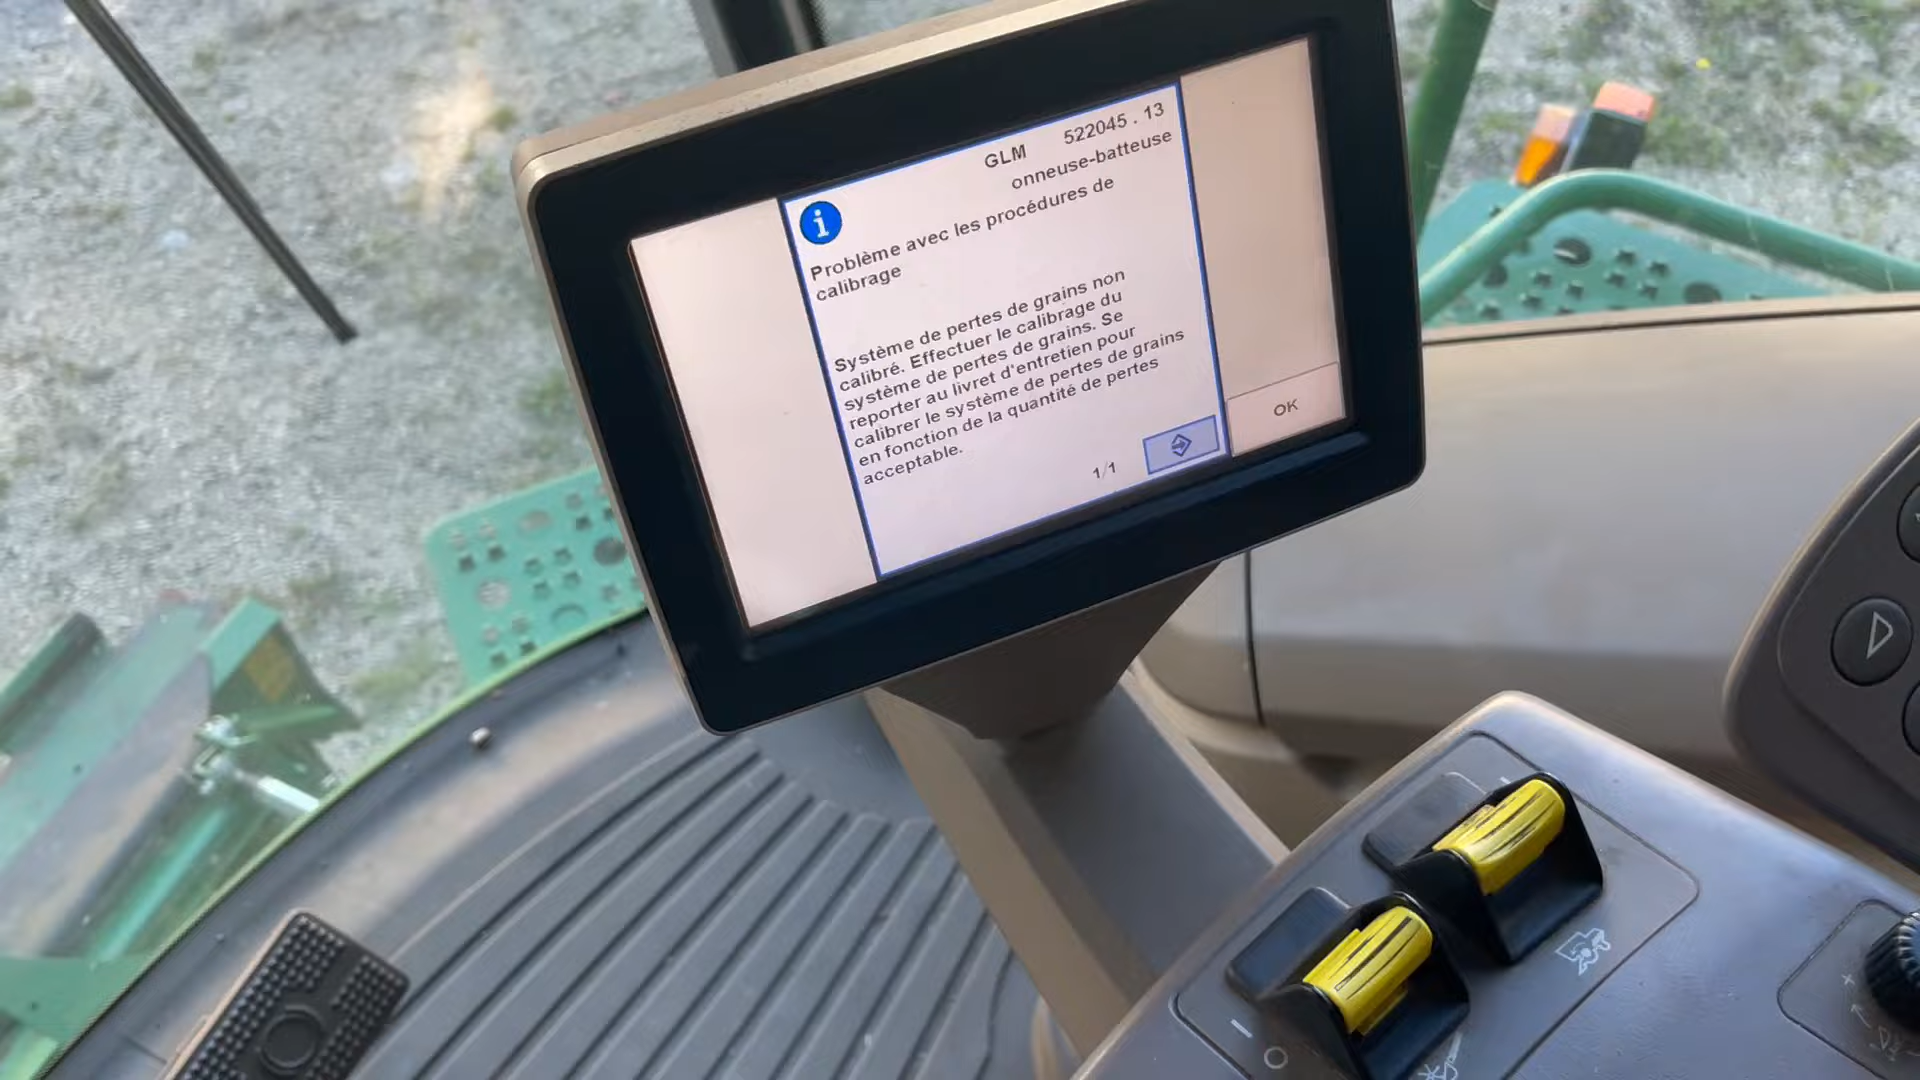 GLM 522045 . 13
onneuse-batteuse
Problème avec les procédures de
calibrage
Système de pertes de grains non
calibré. Effectuer le calibrage du
système de pertes de grains. Se
reporter au livret d'entretien pour
calibrer le système de pertes de grains
en fonction de la quantité de pertes
acceptable.
1/1
OK